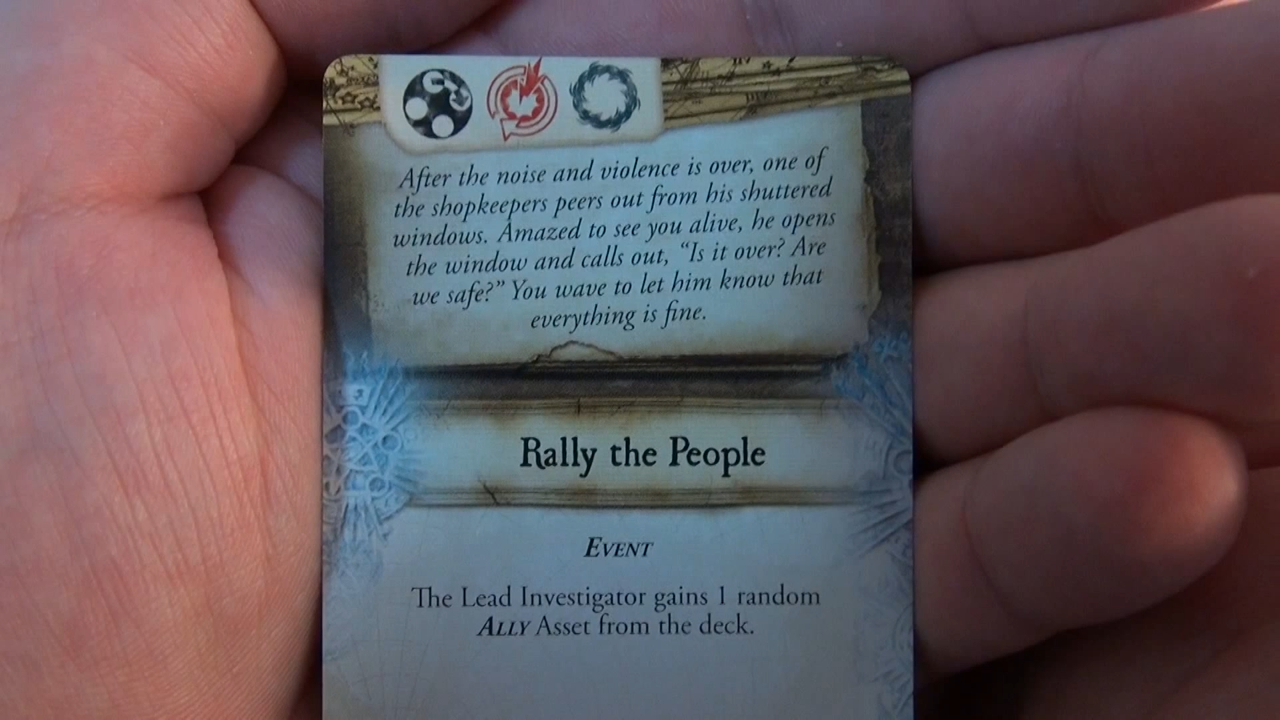 After the noise and violence is over, one of
the shopkeepers peers out from his shuttered
windows. Amazed to see you alive, he opens
the window and calls out, “Is it over? Are
we safe?” You wave to let him know that
everything is fine.
Rally the People
EVENT
The Lead Investigator gains 1 random
ALLY Asset from the deck.